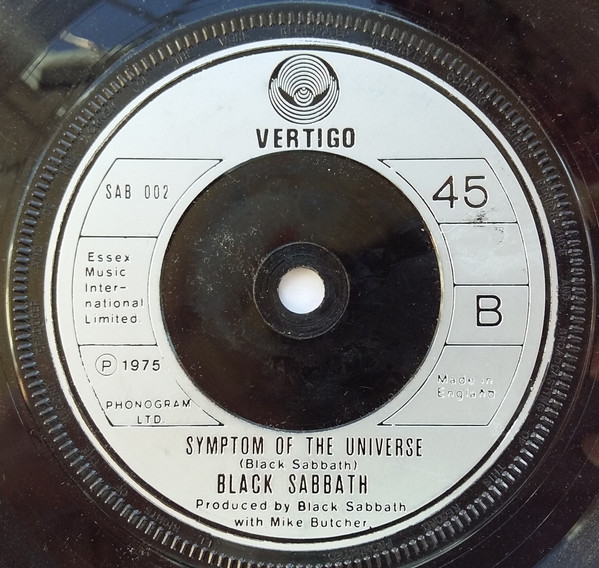 VERTIGO
SAB 002
45
Essex
Music
Inter-
national
Limited.
B
Ⓟ 1975
Made in
England
PHONOGRAM
LTD.
SYMPTOM OF THE UNIVERSE
(Black Sabbath)
BLACK SABBATH
Produced by Black Sabbath
with Mike Butcher